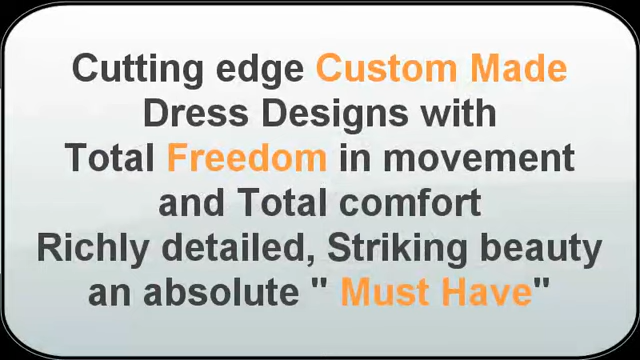 Cutting edge Custom Made
Dress Designs with
Total Freedom in movement
and Total comfort
Richly detailed, Striking beauty
an absolute " Must Have"